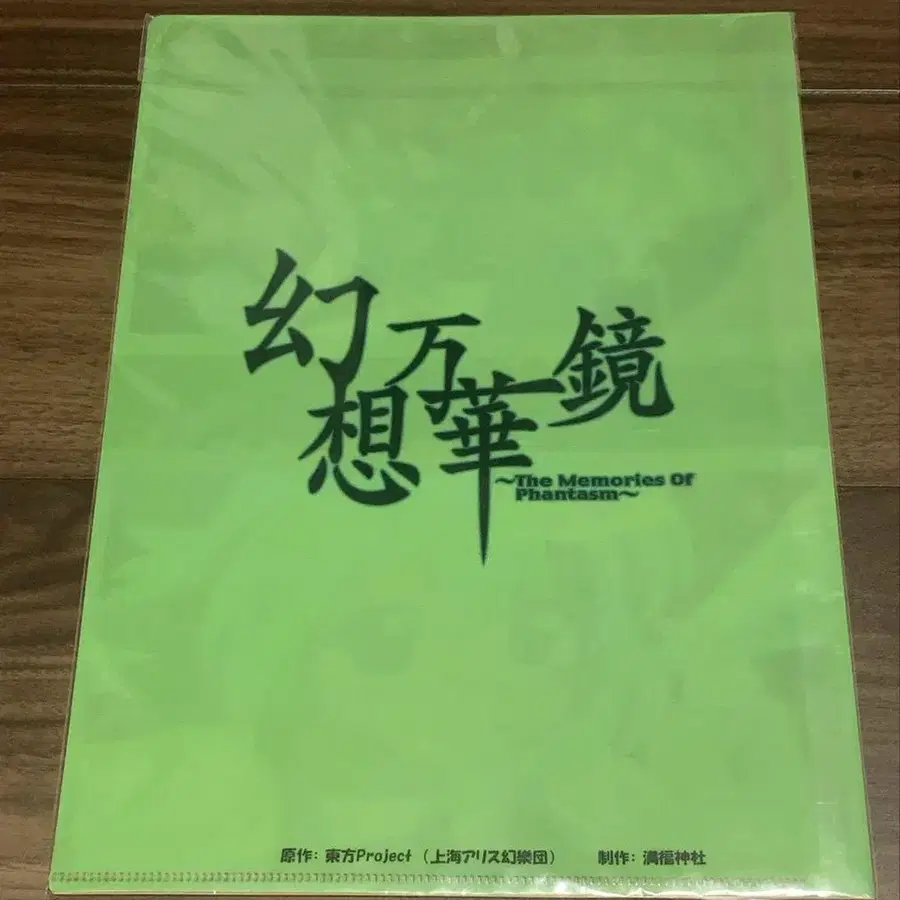 幻想万華鏡
～The Memories Of
Phantasm～
原作: 東方Project (上海アリス幻樂団) 制作: 満福神社